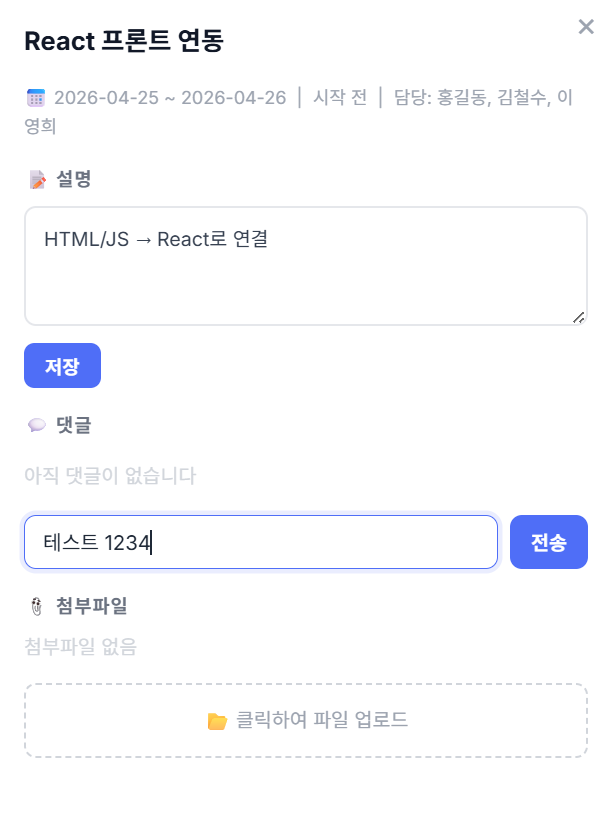 React 프론트 연동
2026-04-25 ~ 2026-04-26 | 시작 전 | 담당: 홍길동, 김철수, 이
영희
설명
HTML/JS → React로 연결
저장
댓글
아직 댓글이 없습니다
테스트 1234
전송
첨부파일
첨부파일 없음
클릭하여 파일 업로드